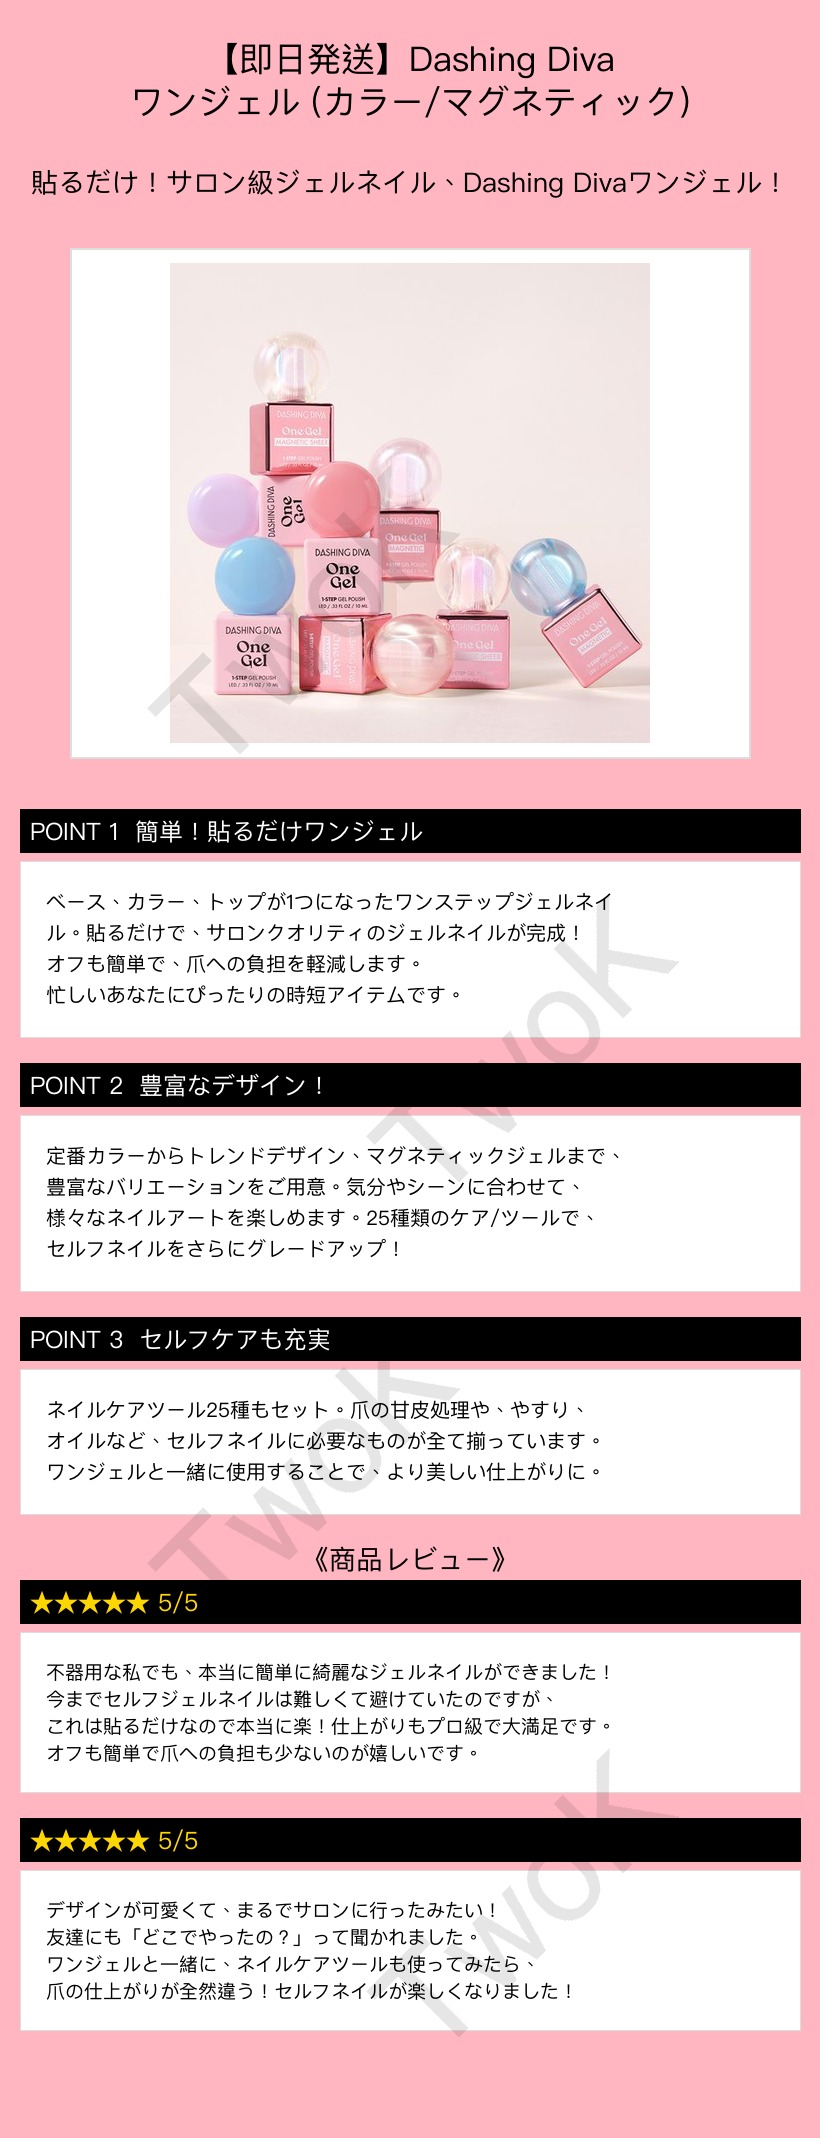 【即日発送】Dashing Diva
ワンジェル (カラー/マグネティック)
貼るだけ！サロン級ジェルネイル、Dashing Divaワンジェル！
DASHING DIVA
One Gel
MAGNETIC SHEER
1-STEP GEL POLISH
DASHING DIVA
One
Gel
DASHING DIVA
One Gel
MAGNETIC
1-STEP GEL POLISH
DASHING DIVA
One
Gel
1-STEP GEL POLISH
LED / .33 FL OZ / 10 ML
DASHING DIVA
One
Gel
1-STEP GEL POLISH
LED / .33 FL OZ / 10 ML
One Gel
DASHING DIVA
One Gel
SHEER
DASHING DIVA
One Gel
MAGNETIC
1-STEP GEL POLISH
TwoK
POINT 1 簡単！貼るだけワンジェル
ベース、カラー、トップが1つになったワンステップジェルネイ
ル。貼るだけで、サロンクオリティのジェルネイルが完成！
オフも簡単で、爪への負担を軽減します。
忙しいあなたにぴったりの時短アイテムです。
TwoK
POINT 2 豊富なデザイン！
定番カラーからトレンドデザイン、マグネティックジェルまで、
豊富なバリエーションをご用意。気分やシーンに合わせて、
様々なネイルアートを楽しめます。25種類のケア/ツールで、
セルフネイルをさらにグレードアップ！
POINT 3 セルフケアも充実
ネイルケアツール25種もセット。爪の甘皮処理や、やすり、
オイルなど、セルフネイルに必要なものが全て揃っています。
ワンジェルと一緒に使用することで、より美しい仕上がりに。
TwoK
《商品レビュー》
★★★★★ 5/5
不器用な私でも、本当に簡単に綺麗なジェルネイルができました！
今までセルフジェルネイルは難しくて避けていたのですが、
これは貼るだけなので本当に楽！仕上がりもプロ級で大満足です。
オフも簡単で爪への負担も少ないのが嬉しいです。
★★★★★ 5/5
デザインが可愛くて、まるでサロンに行ったみたい！
友達にも「どこでやったの？」って聞かれました。
ワンジェルと一緒に、ネイルケアツールも使ってみたら、
爪の仕上がりが全然違う！セルフネイルが楽しくなりました！
TwoK